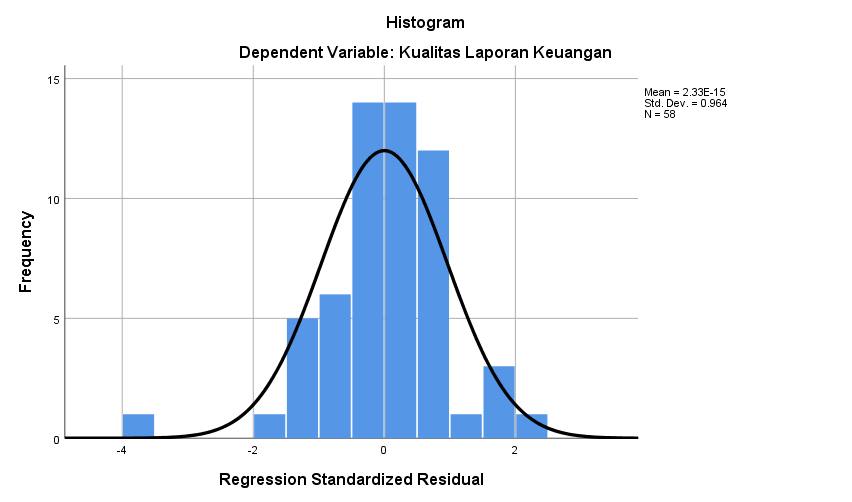 Histogram
Dependent Variable: Kualitas Laporan Keuangan
Mean = 2.33E-15
Std. Dev. = 0.964
N = 58
Frequency
15
10
5
0
-4
-2
0
2
Regression Standardized Residual